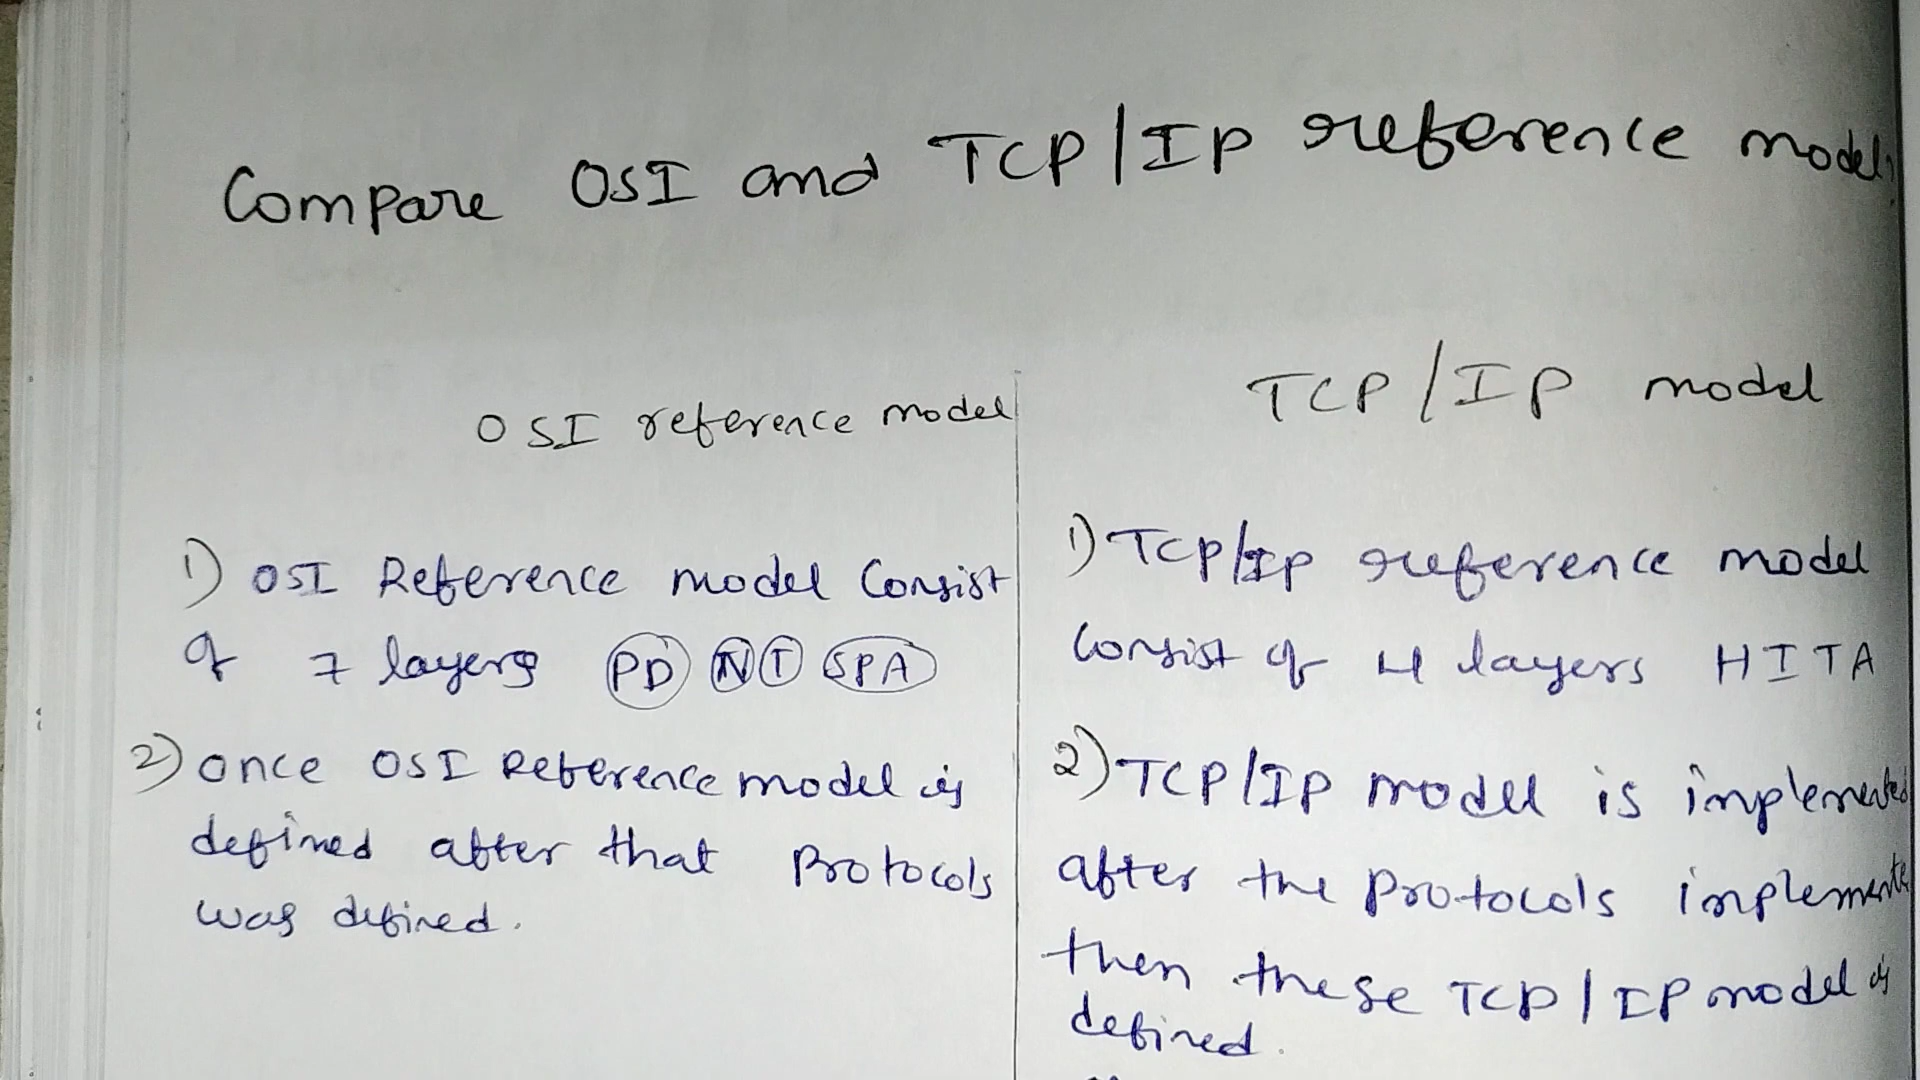 Compare OSI and TCP/IP reference model
OSI reference model
1) OSI Reference model Consist
of 7 layers PD N T SPA
2) once OSI Reference model is
defined after that Protocols
was defined.
TCP/IP model
1) TCP/IP reference model
Consist of 4 layers HITA
2) TCP/IP model is implemented
after the Protocols
then these TCP/IP model is
defined.